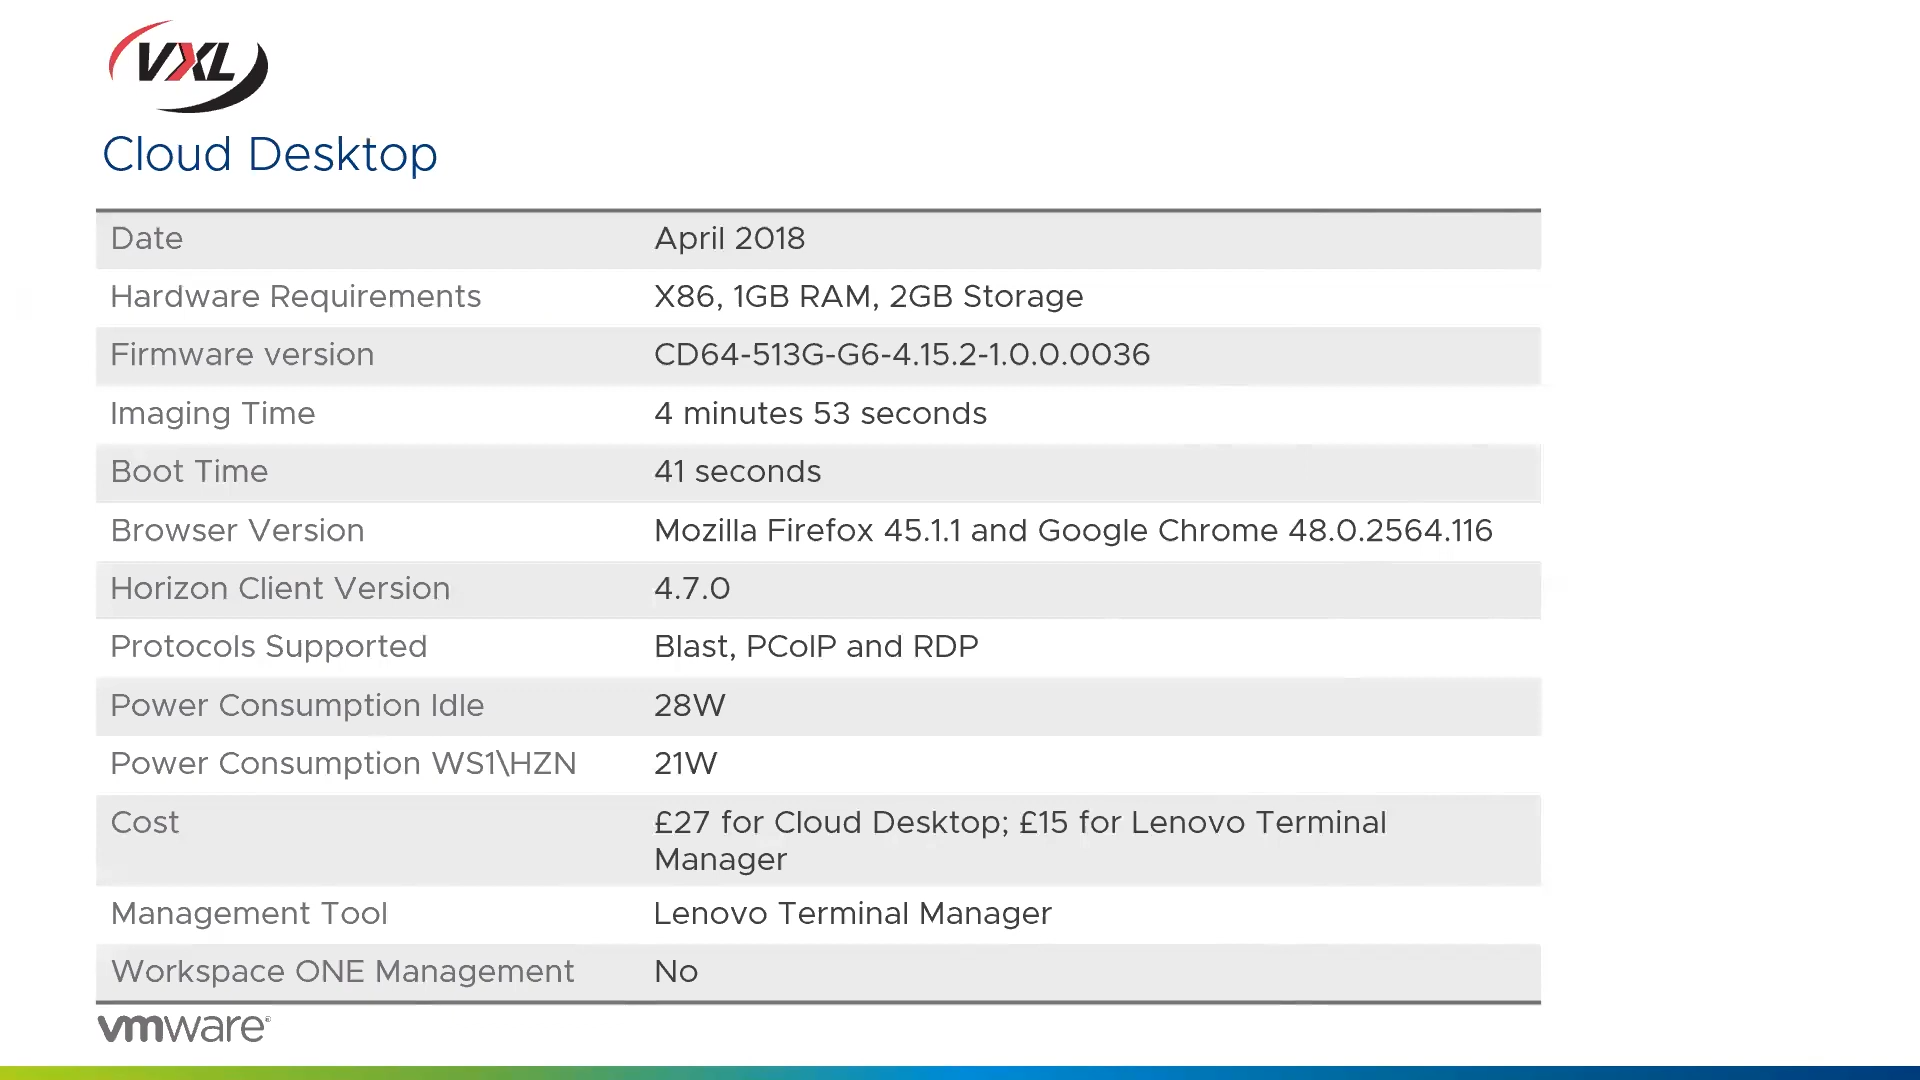 VXL
Cloud Desktop
Date April 2018
Hardware Requirements X86, 1GB RAM, 2GB Storage
Firmware version CD64-513G-G6-4.15.2-1.0.0.0036
Imaging Time 4 minutes 53 seconds
Boot Time 41 seconds
Browser Version Mozilla Firefox 45.1.1 and Google Chrome 48.0.2564.116
Horizon Client Version 4.7.0
Protocols Supported Blast, PCoIP and RDP
Power Consumption Idle 28W
Power Consumption WS1\HZN 21W
Cost £27 for Cloud Desktop; £15 for Lenovo Terminal
Manager
Management Tool Lenovo Terminal Manager
Workspace ONE Management No
vmware®